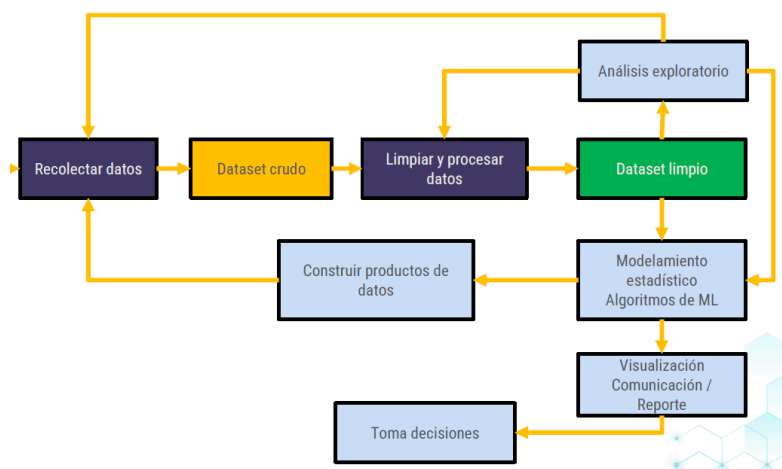 Análisis exploratorio
Recolectar datos
Dataset crudo
Limpiar y procesar
datos
Dataset limpio
Construir productos de
datos
Modelamiento
estadístico
Algoritmos de ML
Visualización
Comunicación /
Reporte
Toma decisiones